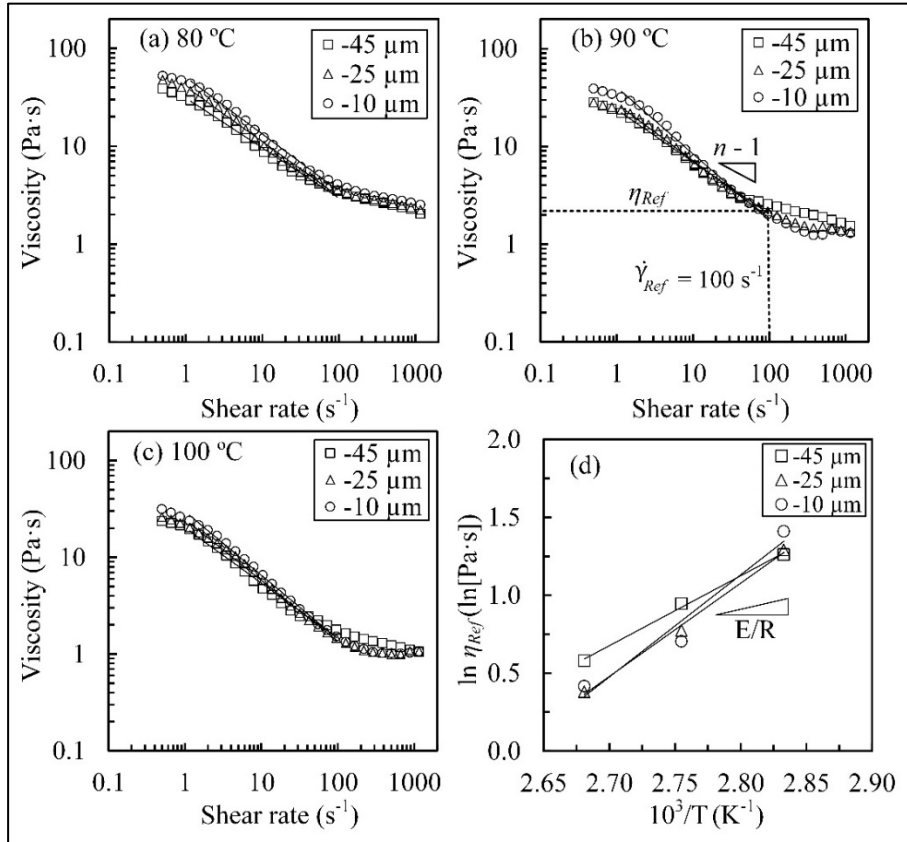 (a) 80 ºC
-45 µm
-25 µm
-10 µm
100
10
1
0.1
Viscosity (Pa·s)
0.1 1 10 100 1000
Shear rate (s⁻¹)
(b) 90 ºC
-45 µm
-25 µm
-10 µm
n - 1
η_Ref
γ̇_Ref = 100 s⁻¹
100
10
1
0.1
Viscosity (Pa·s)
0.1 1 10 100 1000
Shear rate (s⁻¹)
(c) 100 ºC
-45 µm
-25 µm
-10 µm
100
10
1
0.1
Viscosity (Pa·s)
0.1 1 10 100 1000
Shear rate (s⁻¹)
(d)
-45 µm
-25 µm
-10 µm
E/R
2.0
1.5
1.0
0.5
0.0
ln η_Ref (ln[Pa·s])
2.65 2.70 2.75 2.80 2.85 2.90
10³/T (K⁻¹)